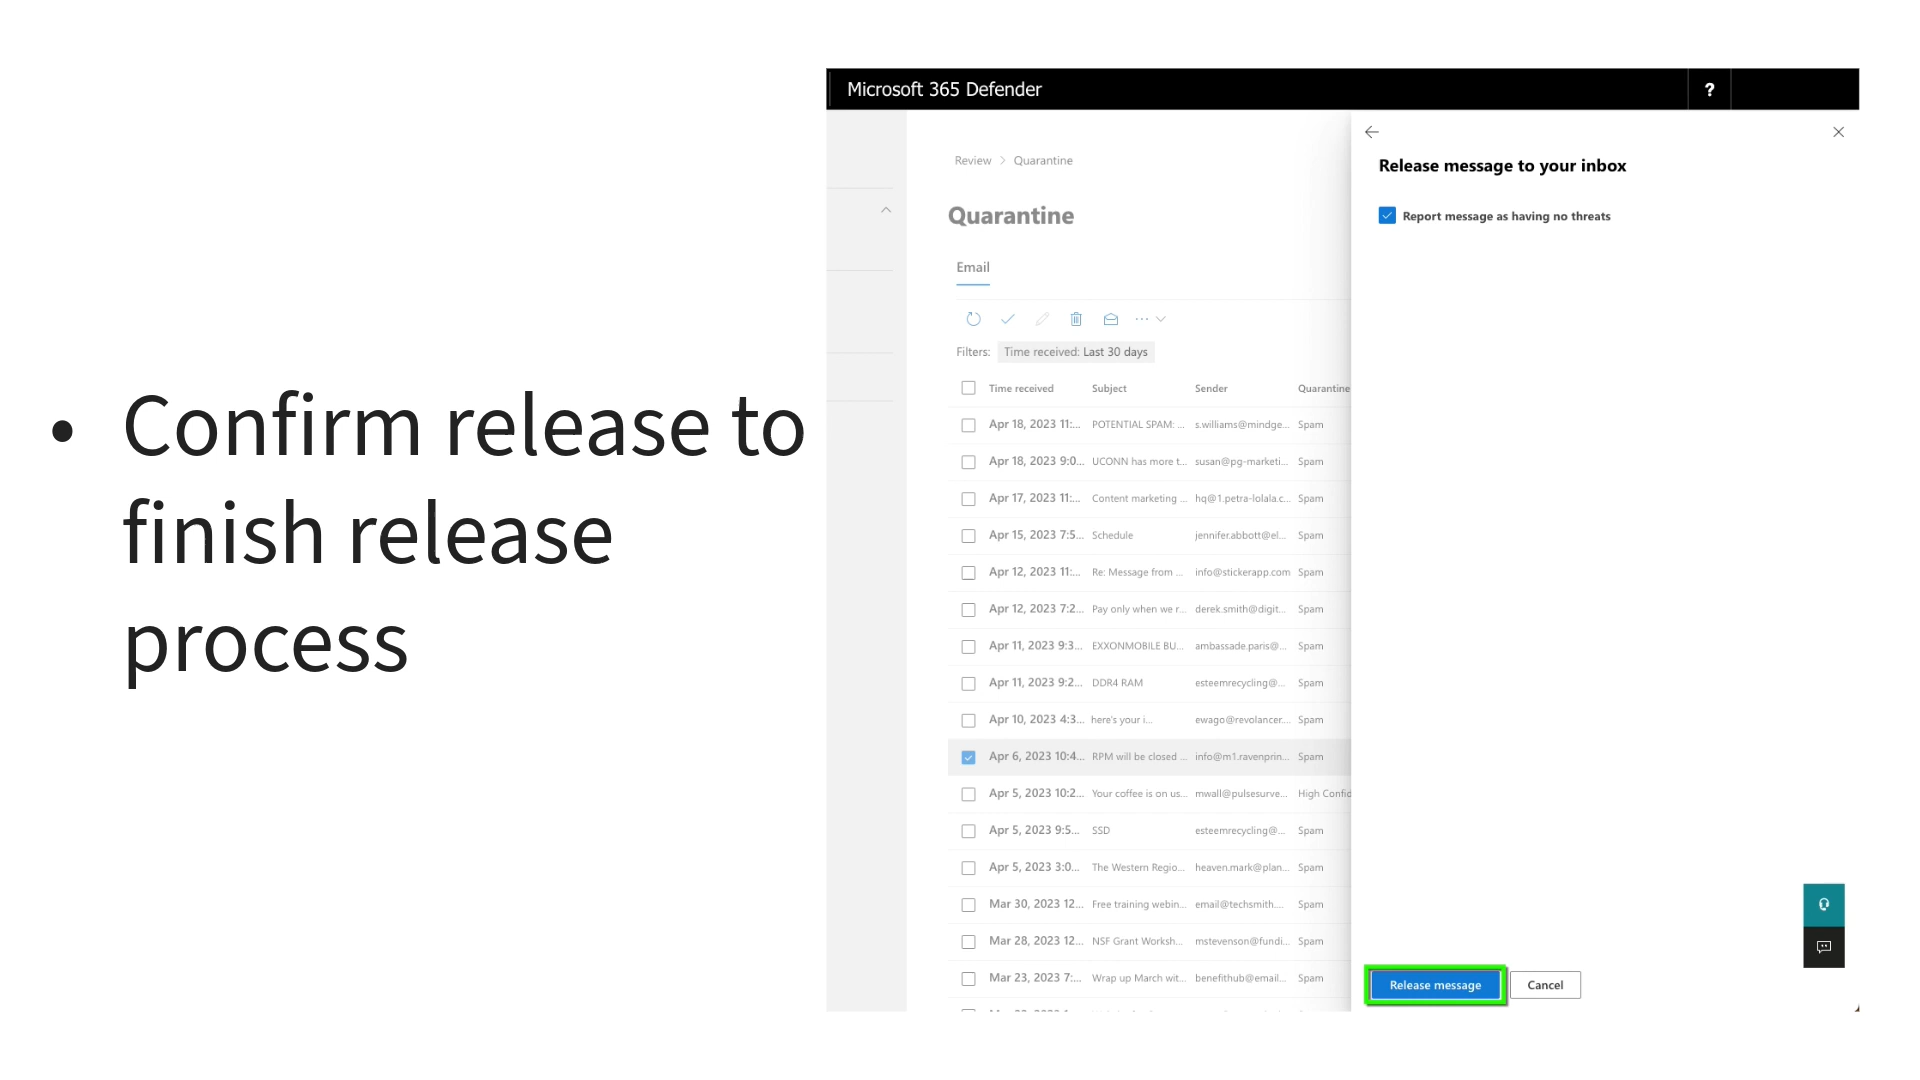 • Confirm release to
finish release
process
Microsoft 365 Defender ?
Review > Quarantine
Quarantine
Email
Filters: Time received: Last 30 days
Time received Subject Sender Quarantine
Apr 18, 2023 11:... POTENTIAL SPAM: ... s.williams@mindge... Spam
Apr 18, 2023 9:0... UCONN has more t... susan@pg-marketi... Spam
Apr 17, 2023 11:... Content marketing ... hq@1.petra-lolala.c... Spam
Apr 15, 2023 7:5... Schedule jennifer.abbott@el... Spam
Apr 12, 2023 11:... Re: Message from ... info@stickerapp.com Spam
Apr 12, 2023 7:2... Pay only when we r... derek.smith@digit... Spam
Apr 11, 2023 9:3... EXXONMOBILE BU... ambassade.paris@... Spam
Apr 11, 2023 9:2... DDR4 RAM esteemrecycling@... Spam
Apr 10, 2023 4:3... here's your i... ewago@revolancer.... Spam
Apr 6, 2023 10:4... RPM will be closed ... info@m1.ravenprin... Spam
Apr 5, 2023 10:2... Your coffee is on us... mwall@pulsesurve... High Confid
Apr 5, 2023 9:5... SSD esteemrecycling@... Spam
Apr 5, 2023 3:0... The Western Regio... heaven.mark@plan... Spam
Mar 30, 2023 12... Free training webin... email@techsmith.... Spam
Mar 28, 2023 12... NSF Grant Worksh... mstevenson@fundi... Spam
Mar 23, 2023 7:... Wrap up March wit... benefithub@email... Spam
Release message to your inbox
Report message as having no threats
Release message Cancel